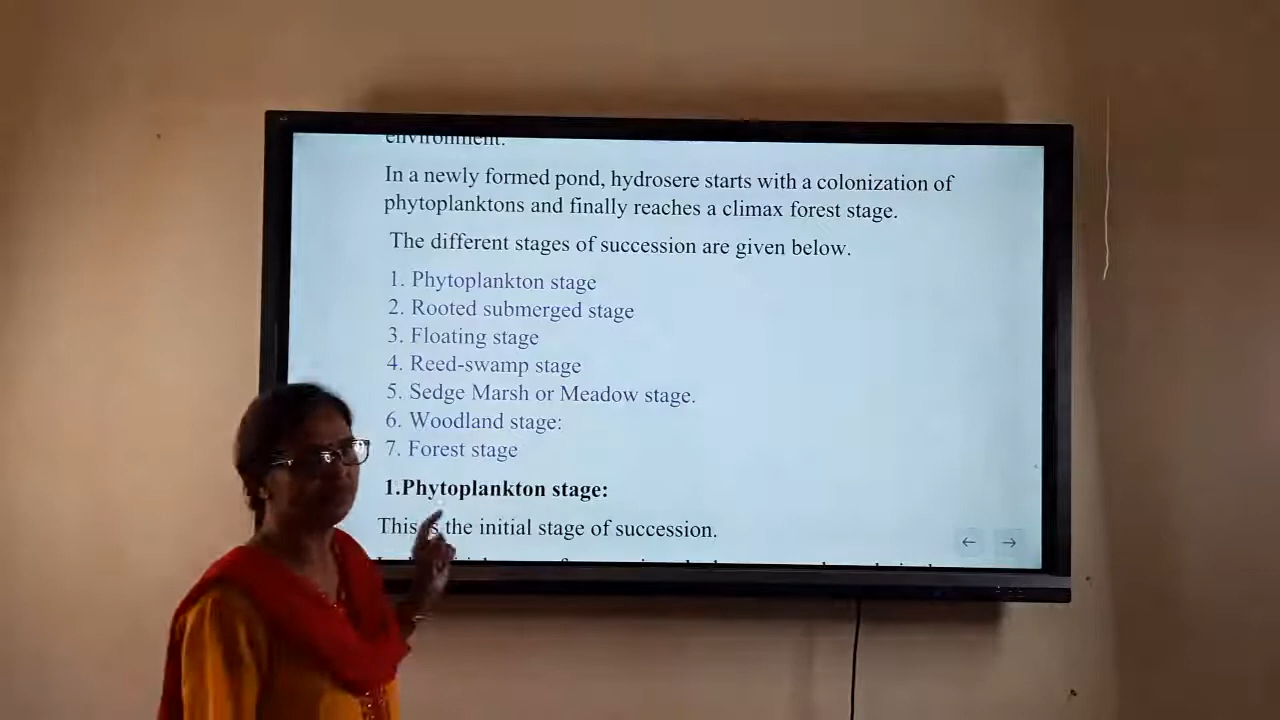 environment.
In a newly formed pond, hydrosere starts with a colonization of
phytoplanktons and finally reaches a climax forest stage.
The different stages of succession are given below.
1. Phytoplankton stage
2. Rooted submerged stage
3. Floating stage
4. Reed-swamp stage
5. Sedge Marsh or Meadow stage.
6. Woodland stage:
7. Forest stage
1.Phytoplankton stage:
This is the initial stage of succession.